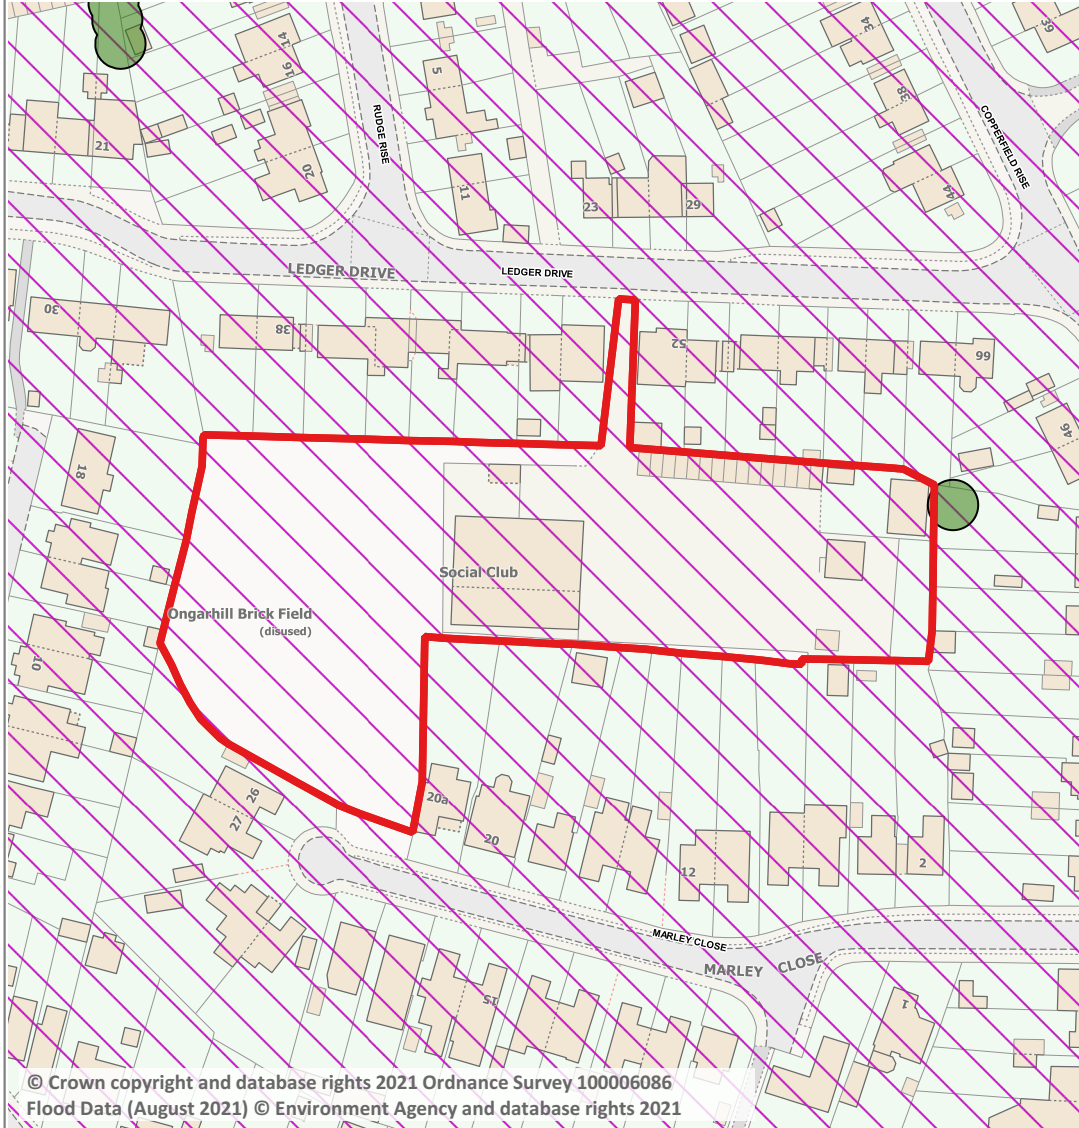 14
16
34
39
5
38
21
RUDGE RISE
COPPERFIELD RISE
20
11
44
23
29
LEDGER DRIVE
LEDGER DRIVE
30
38
52
66
46
18
Social Club
Ongarhill Brick Field
(disused)
10
26
27
20a
20
12
2
MARLEY CLOSE
MARLEY CLOSE
15
1
© Crown copyright and database rights 2021 Ordnance Survey 100006086
Flood Data (August 2021) © Environment Agency and database rights 2021